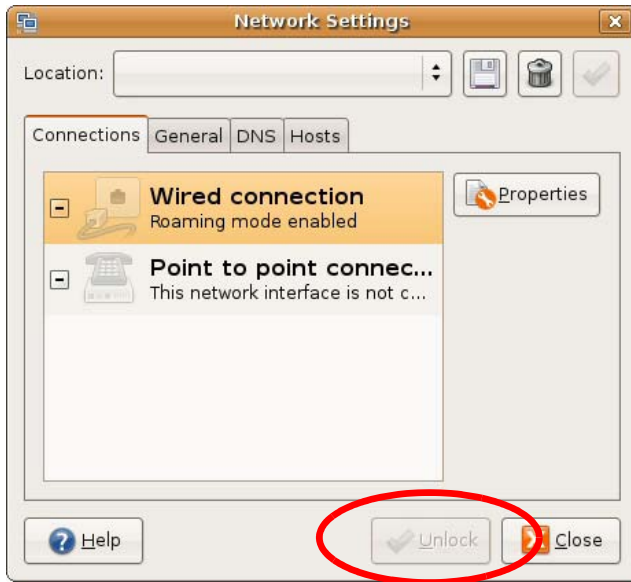 Network Settings
Location:
Connections General DNS Hosts
Wired connection
Roaming mode enabled
Properties
Point to point connec...
This network interface is not c...
Help
Unlock
Close